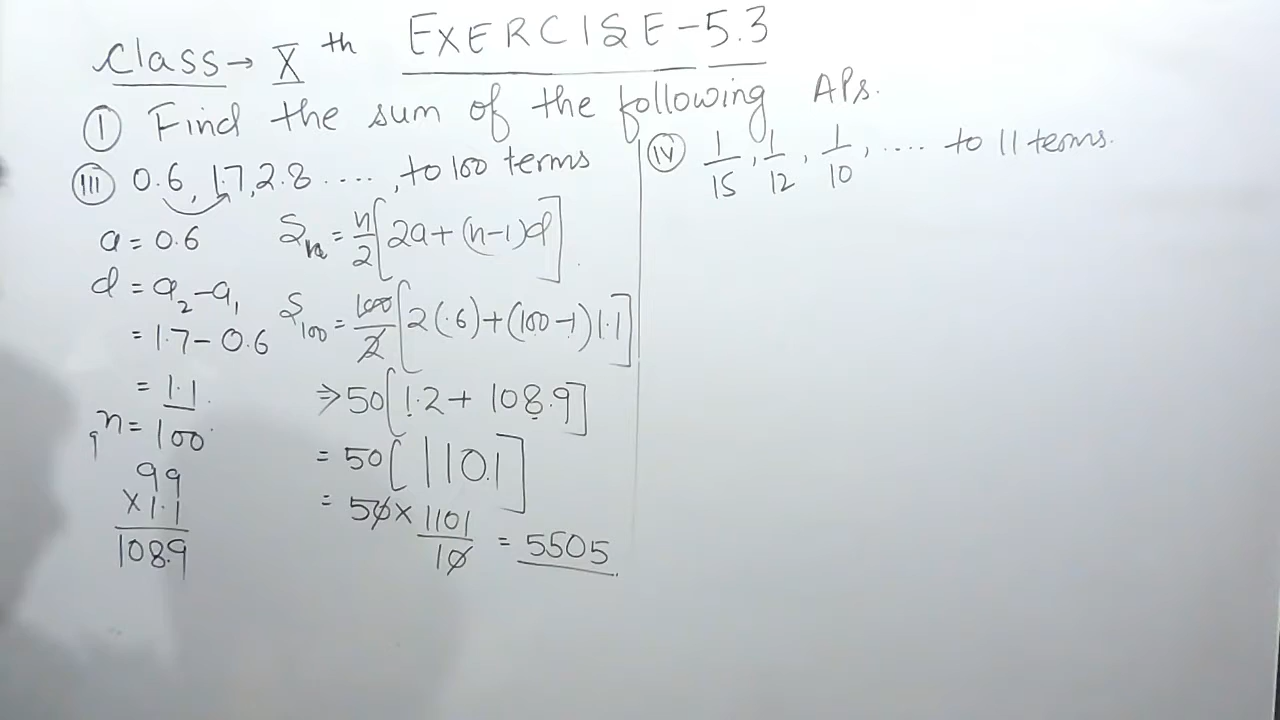 Class → Xth EXERCISE-5.3
① Find the sum of the following APs.
(III) 0.6, 1.7, 2.8 ...., to 100 terms
a = 0.6
d = a₂-a₁
= 1.7 - 0.6
= 1.1
n = 100
99
×1.1
108.9
Sₙ = n/2 [2a + (n-1)d]
S₁₀₀ = 100/2 [2(.6) + (100-1)1.1]
⇒ 50[1.2 + 108.9]
= 50[110.1]
= 50 × 1101/10 = 5505
(IV) 1/15, 1/12, 1/10, .... to 11 terms.